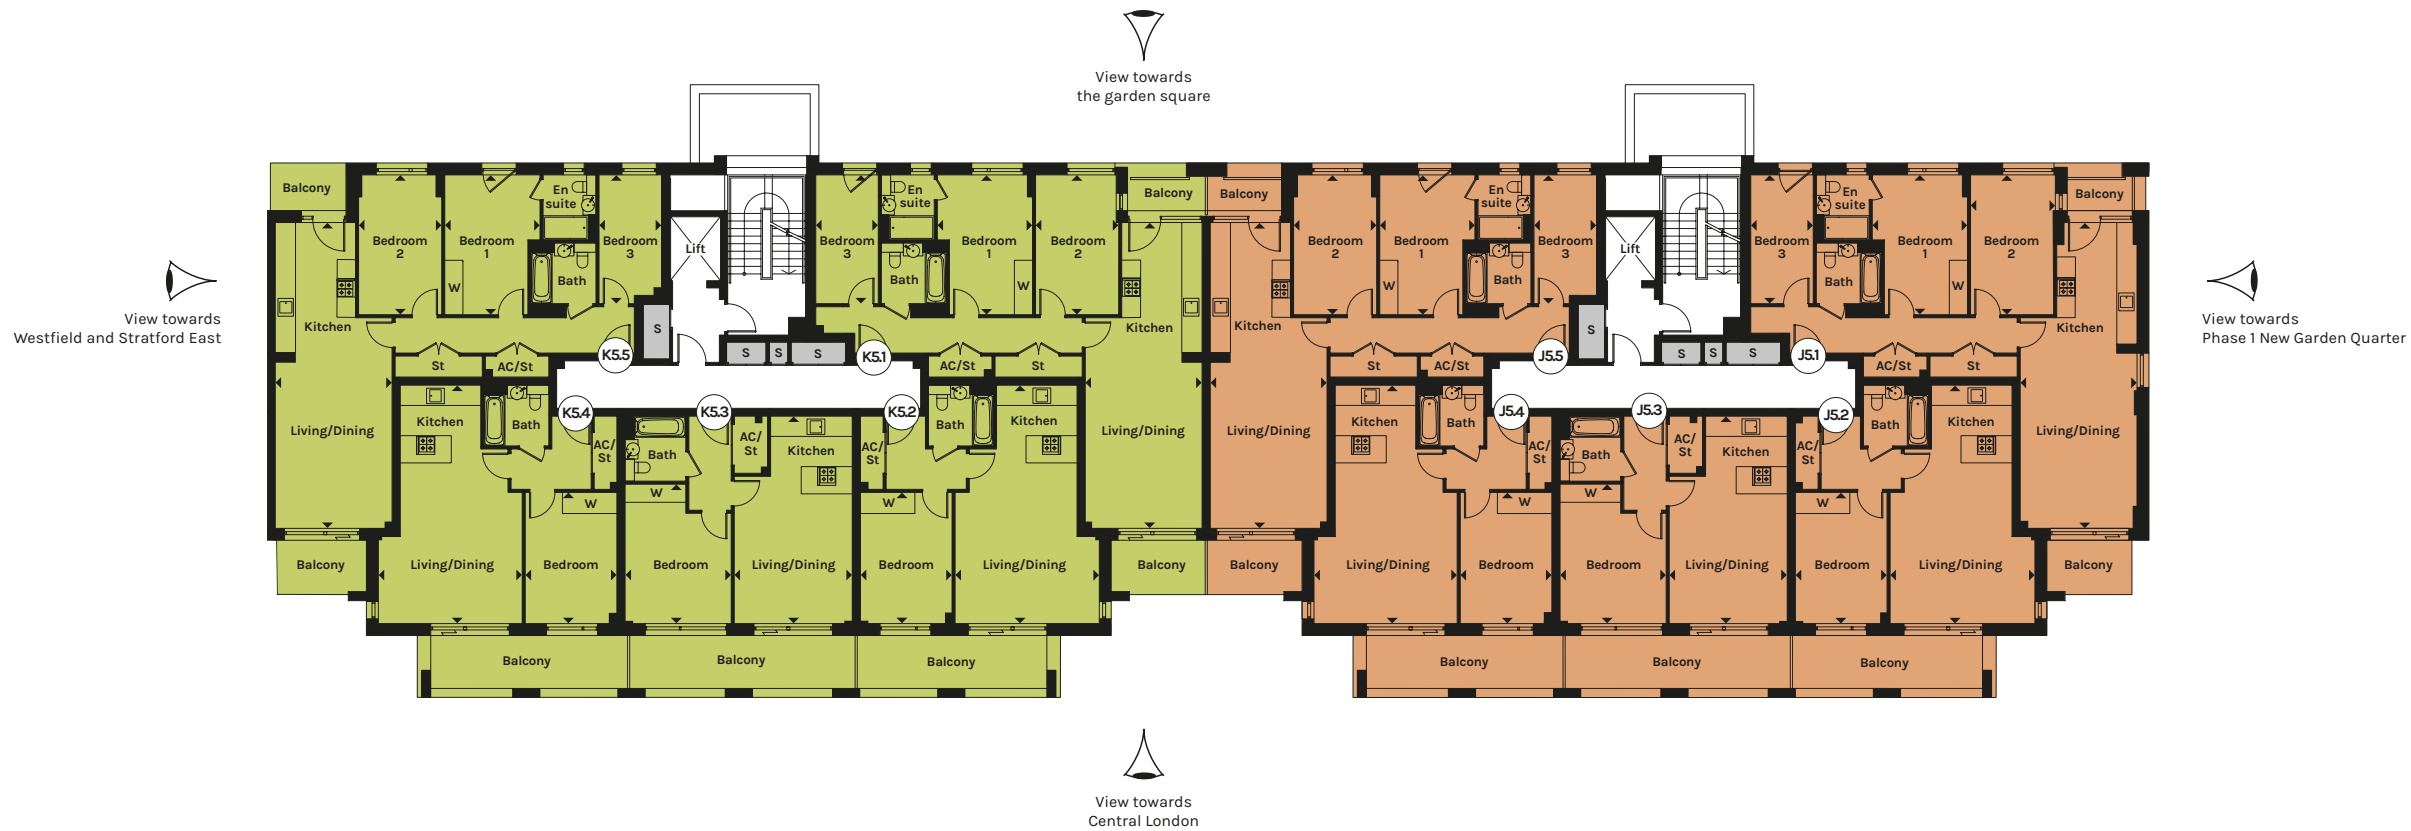 View towards
the garden square
Balcony
Balcony
Balcony
Balcony
En
suite
En
suite
En
suite
En
suite
Bedroom
2
Bedroom
1
Bedroom
3
Lift
Bedroom
3
Bedroom
1
Bedroom
2
Bedroom
2
Bedroom
1
Bedroom
3
Lift
Bedroom
3
Bedroom
1
Bedroom
2
Bath
Bath
Bath
Bath
W
W
W
W
View towards
Westfield and Stratford East
View towards
Phase 1 New Garden Quarter
Kitchen
S
Kitchen
Kitchen
S
Kitchen
S
S
S
S
S
S
K5.5
K5.1
J5.5
J5.1
St
AC/St
AC/St
St
St
AC/St
AC/St
St
K5.4
K5.3
K5.2
J5.4
J5.3
J5.2
Living/Dining
Kitchen
Bath
AC/
St
Bath
AC/
St
Kitchen
AC/
St
Bath
Kitchen
Living/Dining
Living/Dining
Kitchen
Bath
AC/
St
Bath
AC/
St
Kitchen
AC/
St
Bath
Kitchen
Living/Dining
W
W
W
W
W
W
Balcony
Living/Dining
Bedroom
Bedroom
Living/Dining
Bedroom
Living/Dining
Balcony
Balcony
Living/Dining
Bedroom
Bedroom
Living/Dining
Bedroom
Living/Dining
Balcony
Balcony
Balcony
Balcony
Balcony
Balcony
Balcony
View towards
Central London